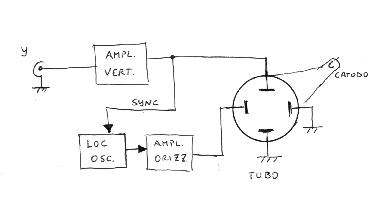 Y
AMPL.
VERT.
C
CATODO
SYNC
LOC
OSC.
AMPL.
ORIZZ.
TUBO